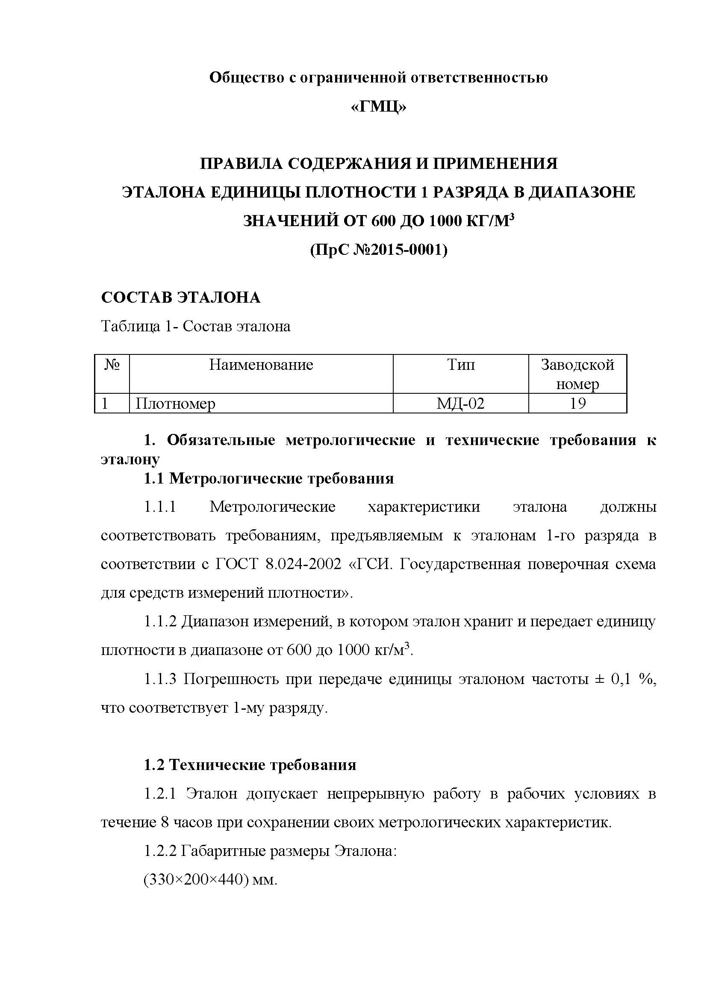 Общество с ограниченной ответственностью
«ГМЦ»
ПРАВИЛА СОДЕРЖАНИЯ И ПРИМЕНЕНИЯ
ЭТАЛОНА ЕДИНИЦЫ ПЛОТНОСТИ 1 РАЗРЯДА В ДИАПАЗОНЕ
ЗНАЧЕНИЙ ОТ 600 ДО 1000 КГ/М³
(ПрС №2015-0001)
СОСТАВ ЭТАЛОНА
Таблица 1- Состав эталона
№ Наименование Тип Заводской
номер
1 Плотномер МД-02 19
1. Обязательные метрологические и технические требования к
эталону
1.1 Метрологические требования
1.1.1 Метрологические характеристики эталона должны
соответствовать требованиям, предъявляемым к эталонам 1-го разряда в
соответствии с ГОСТ 8.024-2002 «ГСИ. Государственная поверочная схема
для средств измерений плотности».
1.1.2 Диапазон измерений, в котором эталон хранит и передает единицу
плотности в диапазоне от 600 до 1000 кг/м³.
1.1.3 Погрешность при передаче единицы эталоном частоты ± 0,1 %,
что соответствует 1-му разряду.
1.2 Технические требования
1.2.1 Эталон допускает непрерывную работу в рабочих условиях в
течение 8 часов при сохранении своих метрологических характеристик.
1.2.2 Габаритные размеры Эталона:
(330×200×440) мм.